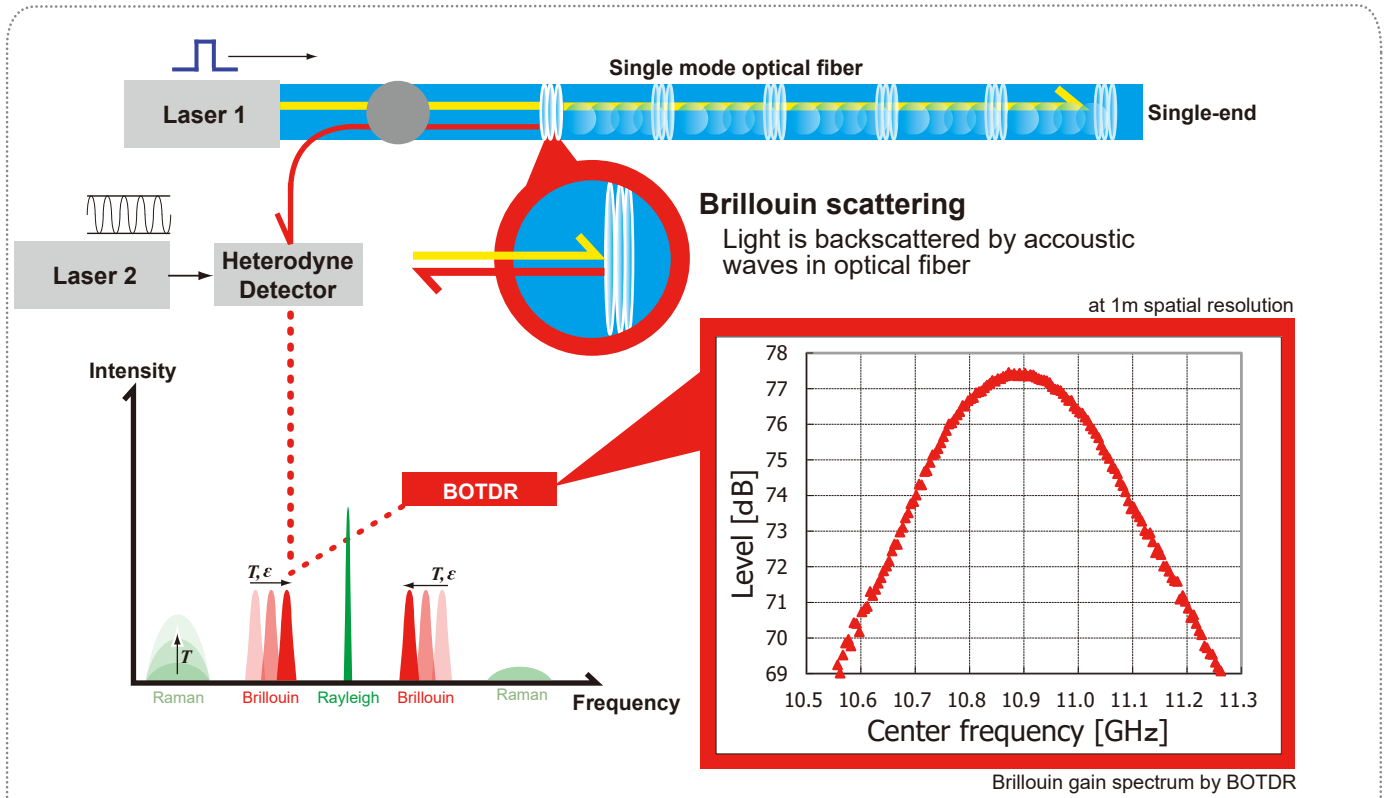 Single mode optical fiber
Laser 1
Single-end
Brillouin scattering
Light is backscattered by accoustic
waves in optical fiber
Laser 2
Heterodyne
Detector
at 1m spatial resolution
Intensity
BOTDR
T, ε
T, ε
T
Raman
Brillouin
Rayleigh
Brillouin
Raman
Frequency
78
77
76
75
74
73
72
71
70
69
Level [dB]
10.5 10.6 10.7 10.8 10.9 11.0 11.1 11.2 11.3
Center frequency [GHz]
Brillouin gain spectrum by BOTDR